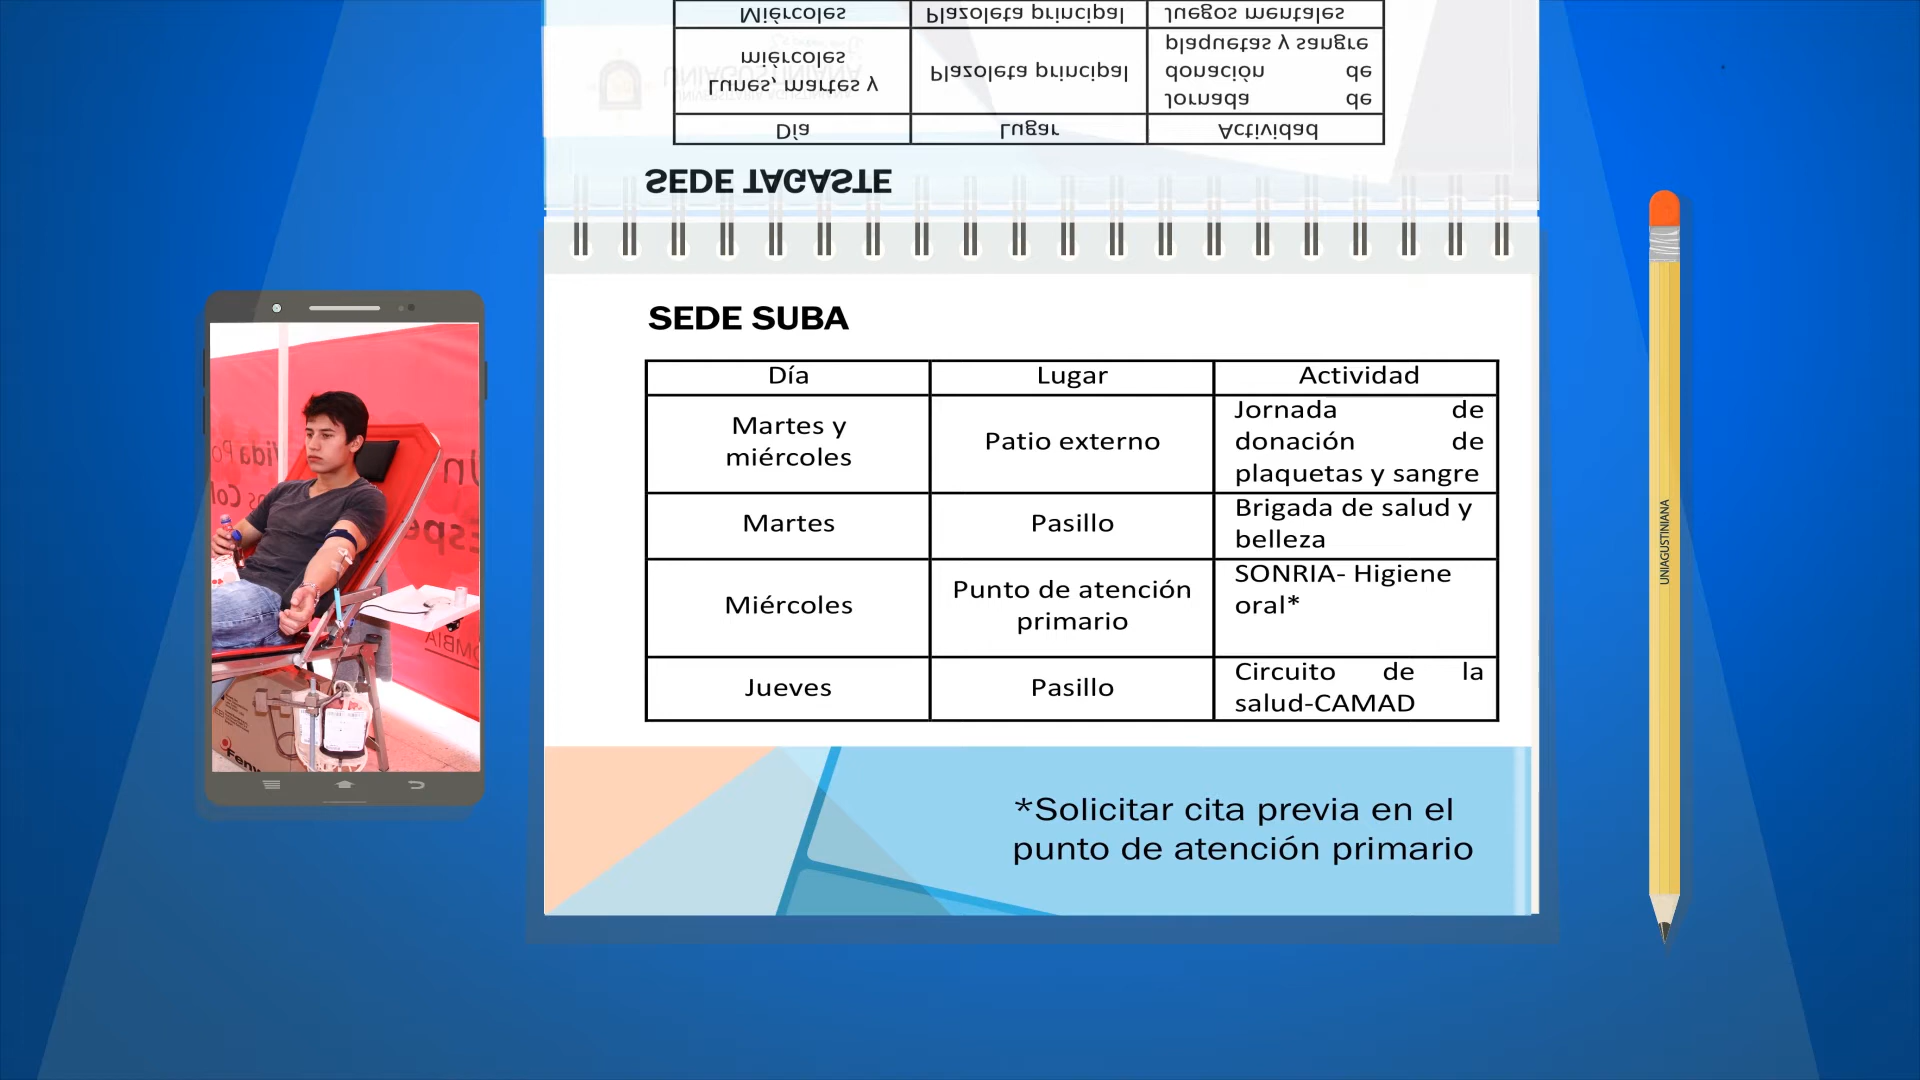 Miércoles
Plazoleta principal
Juegos mentales
Lunes, martes y
miércoles
Plazoleta principal
Jornada de
donación de
plaquetas y sangre
Día
Lugar
Actividad
SEDE TAGASTE
SEDE SUBA
Día
Lugar
Actividad
Martes y
miércoles
Patio externo
Jornada de
donación de
plaquetas y sangre
Martes
Pasillo
Brigada de salud y
belleza
Miércoles
Punto de atención
primario
SONRIA- Higiene
oral*
Jueves
Pasillo
Circuito de la
salud-CAMAD
*Solicitar cita previa en el
punto de atención primario
UNIAGUSTINIANA